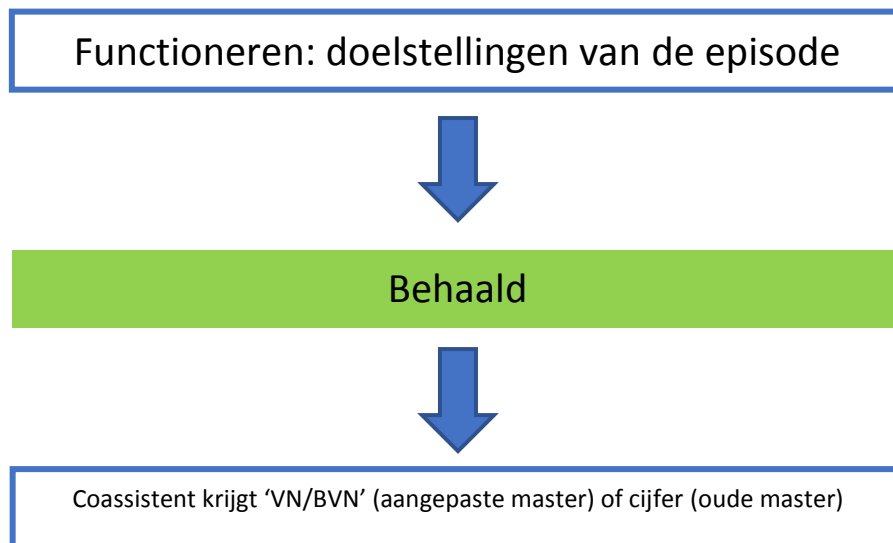 Functioneren: doelstellingen van de episode
Behaald
Coassistent krijgt ‘VN/BVN’ (aangepaste master) of cijfer (oude master)